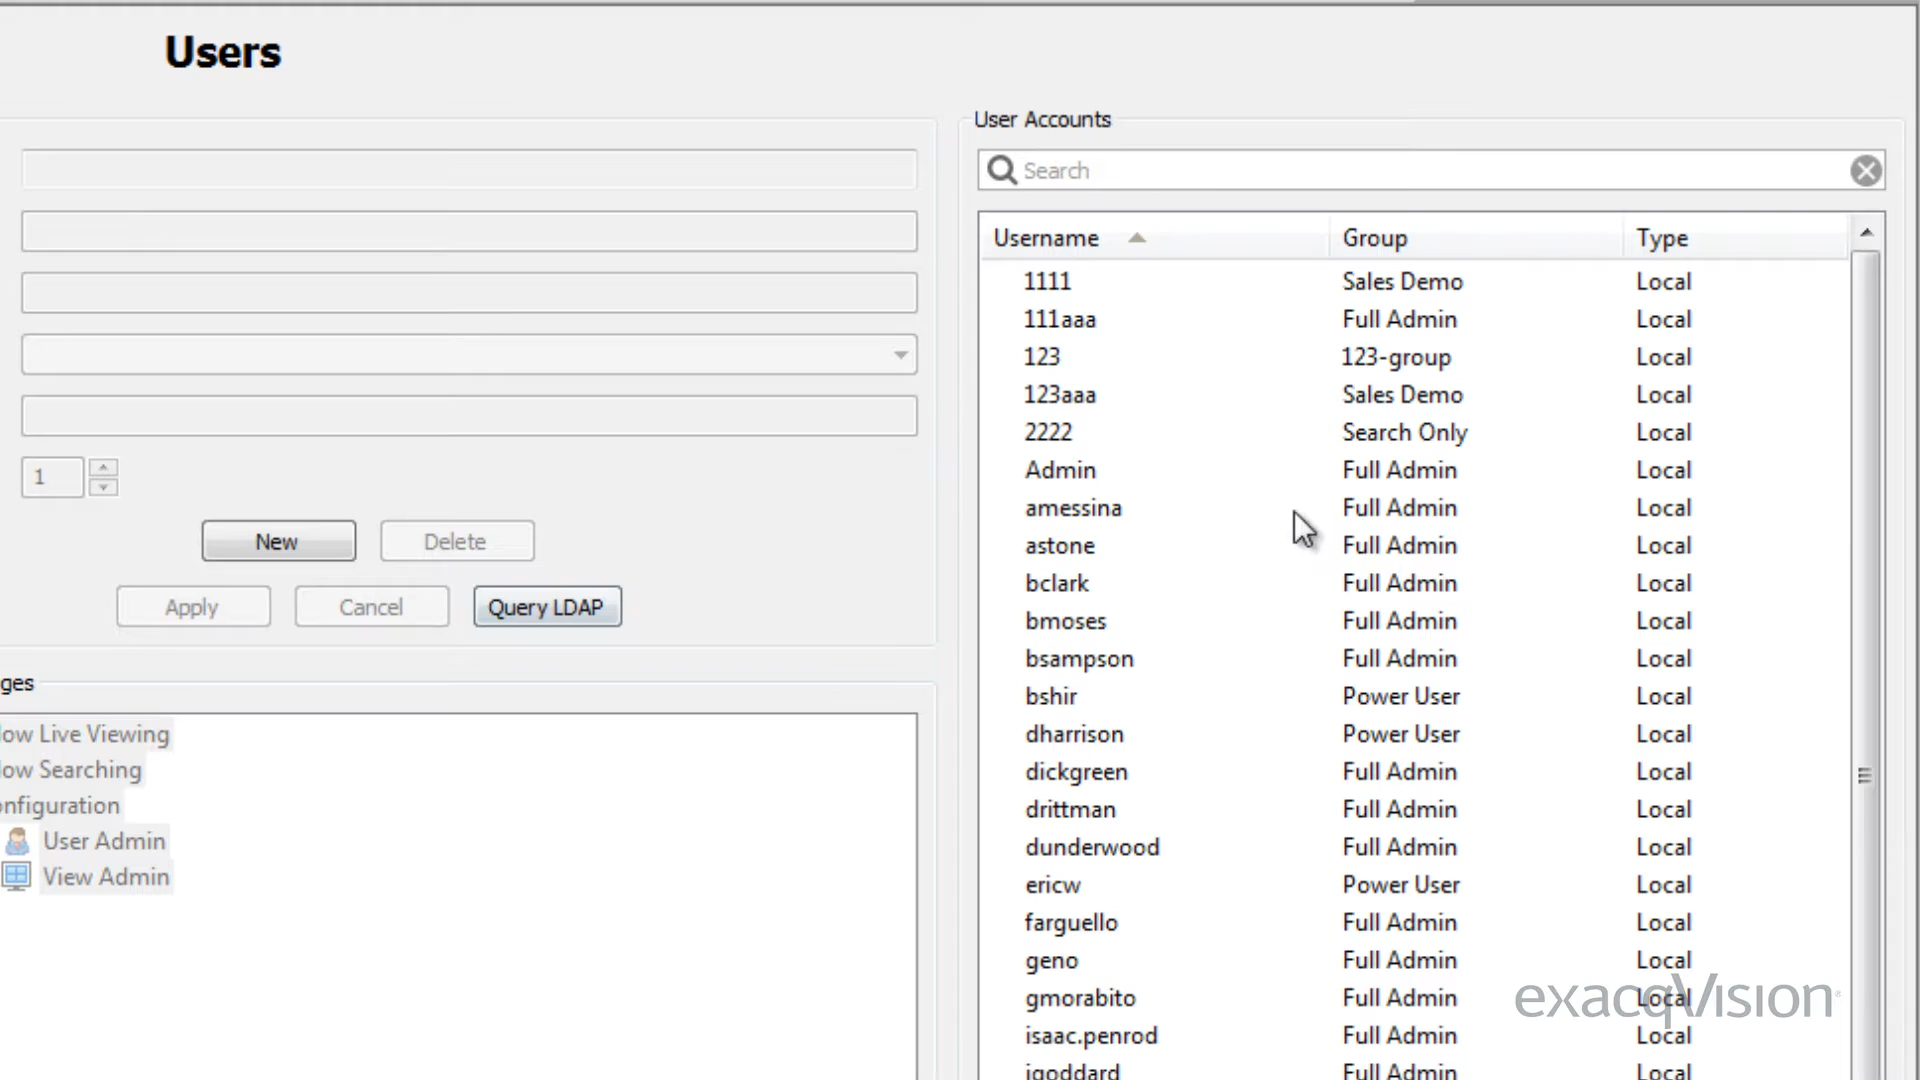 Users
1
New Delete
Apply Cancel Query LDAP
ges
low Live Viewing
low Searching
onfiguration
User Admin
View Admin
User Accounts
Search
Username Group Type
1111 Sales Demo Local
111aaa Full Admin Local
123 123-group Local
123aaa Sales Demo Local
2222 Search Only Local
Admin Full Admin Local
amessina Full Admin Local
astone Full Admin Local
bclark Full Admin Local
bmoses Full Admin Local
bsampson Full Admin Local
bshir Power User Local
dharrison Power User Local
dickgreen Full Admin Local
drittman Full Admin Local
dunderwood Full Admin Local
ericw Power User Local
farguello Full Admin Local
geno Full Admin Local
gmorabito Full Admin Local
isaac.penrod Full Admin Local
jgoddard Full Admin Local
exacqVision